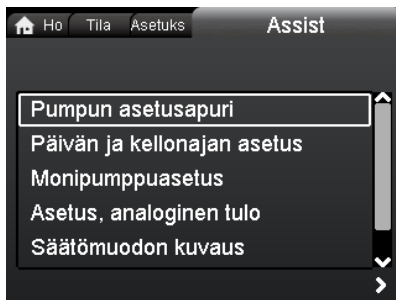 Ho Tila Asetuks Assist
Pumpun asetusapuri
Päivän ja kellonajan asetus
Monipumppuasetus
Asetus, analoginen tulo
Säätömuodon kuvaus